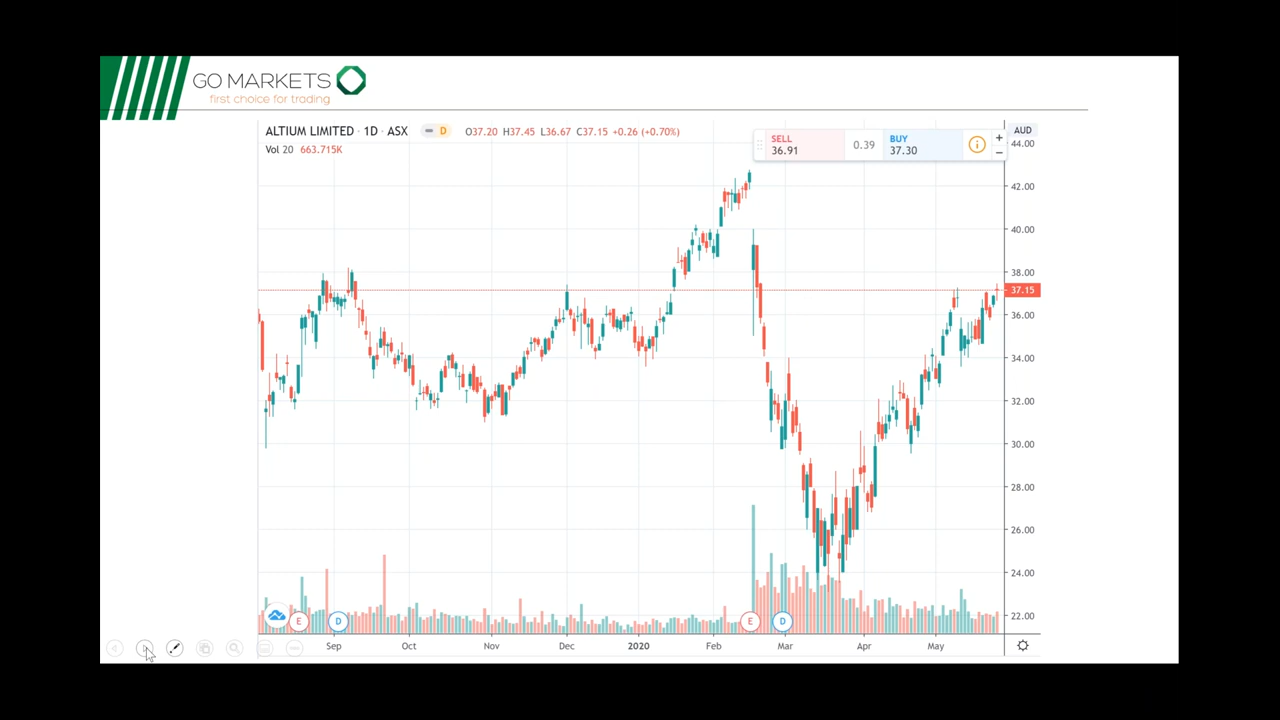 GO MARKETS
first choice for trading
ALTIUM LIMITED · 1D · ASX D O37.20 H37.45 L36.67 C37.15 +0.26 (+0.70%)
Vol 20 663.715K
SELL
36.91
0.39
BUY
37.30
i
+
−
AUD
44.00
42.00
40.00
38.00
37.15
36.00
34.00
32.00
30.00
28.00
26.00
24.00
22.00
E D E D
Sep Oct Nov Dec 2020 Feb Mar Apr May